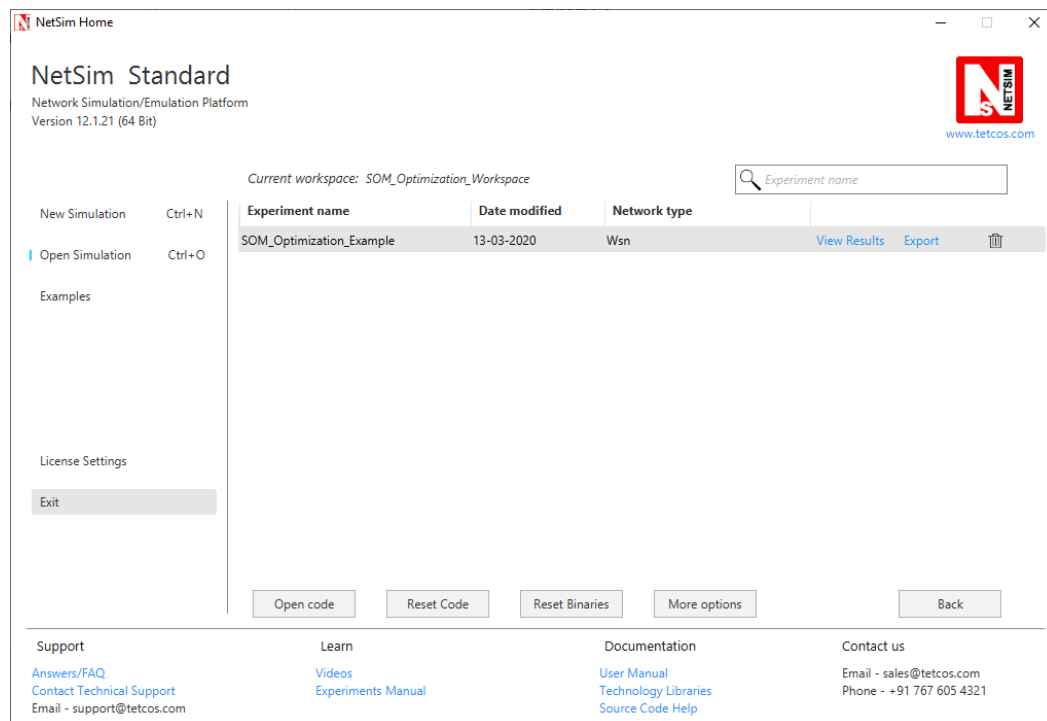 NetSim Home
NetSim Standard
Network Simulation/Emulation Platform
Version 12.1.21 (64 Bit)
N
S
NETSIM
www.tetcos.com
Current workspace: SOM_Optimization_Workspace
Experiment name
New Simulation Ctrl+N
Open Simulation Ctrl+O
Examples
License Settings
Exit
Experiment name Date modified Network type
SOM_Optimization_Example 13-03-2020 Wsn View Results Export
Open code Reset Code Reset Binaries More options Back
Support
Answers/FAQ
Contact Technical Support
Email - support@tetcos.com
Learn
Videos
Experiments Manual
Documentation
User Manual
Technology Libraries
Source Code Help
Contact us
Email - sales@tetcos.com
Phone - +91 767 605 4321